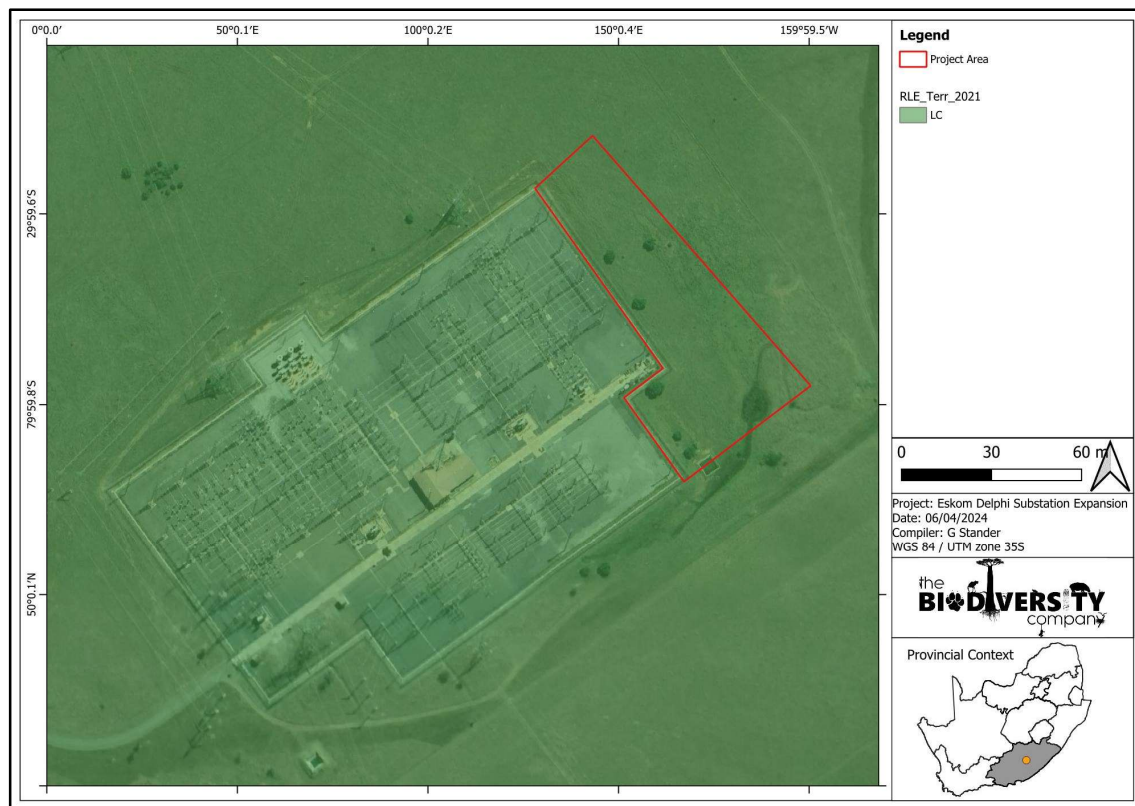 0°0.0′
50°0.1′E
100°0.2′E
150°0.4′E
159°59.5′W
29°59.6′S
79°59.8′S
50°0.1′N
Legend
Project Area
RLE_Terr_2021
LC
0 30 60 m
Project: Eskom Delphi Substation Expansion
Date: 06/04/2024
Compiler: G Stander
WGS 84 / UTM zone 35S
the
BIODIVERSITY
company
Provincial Context